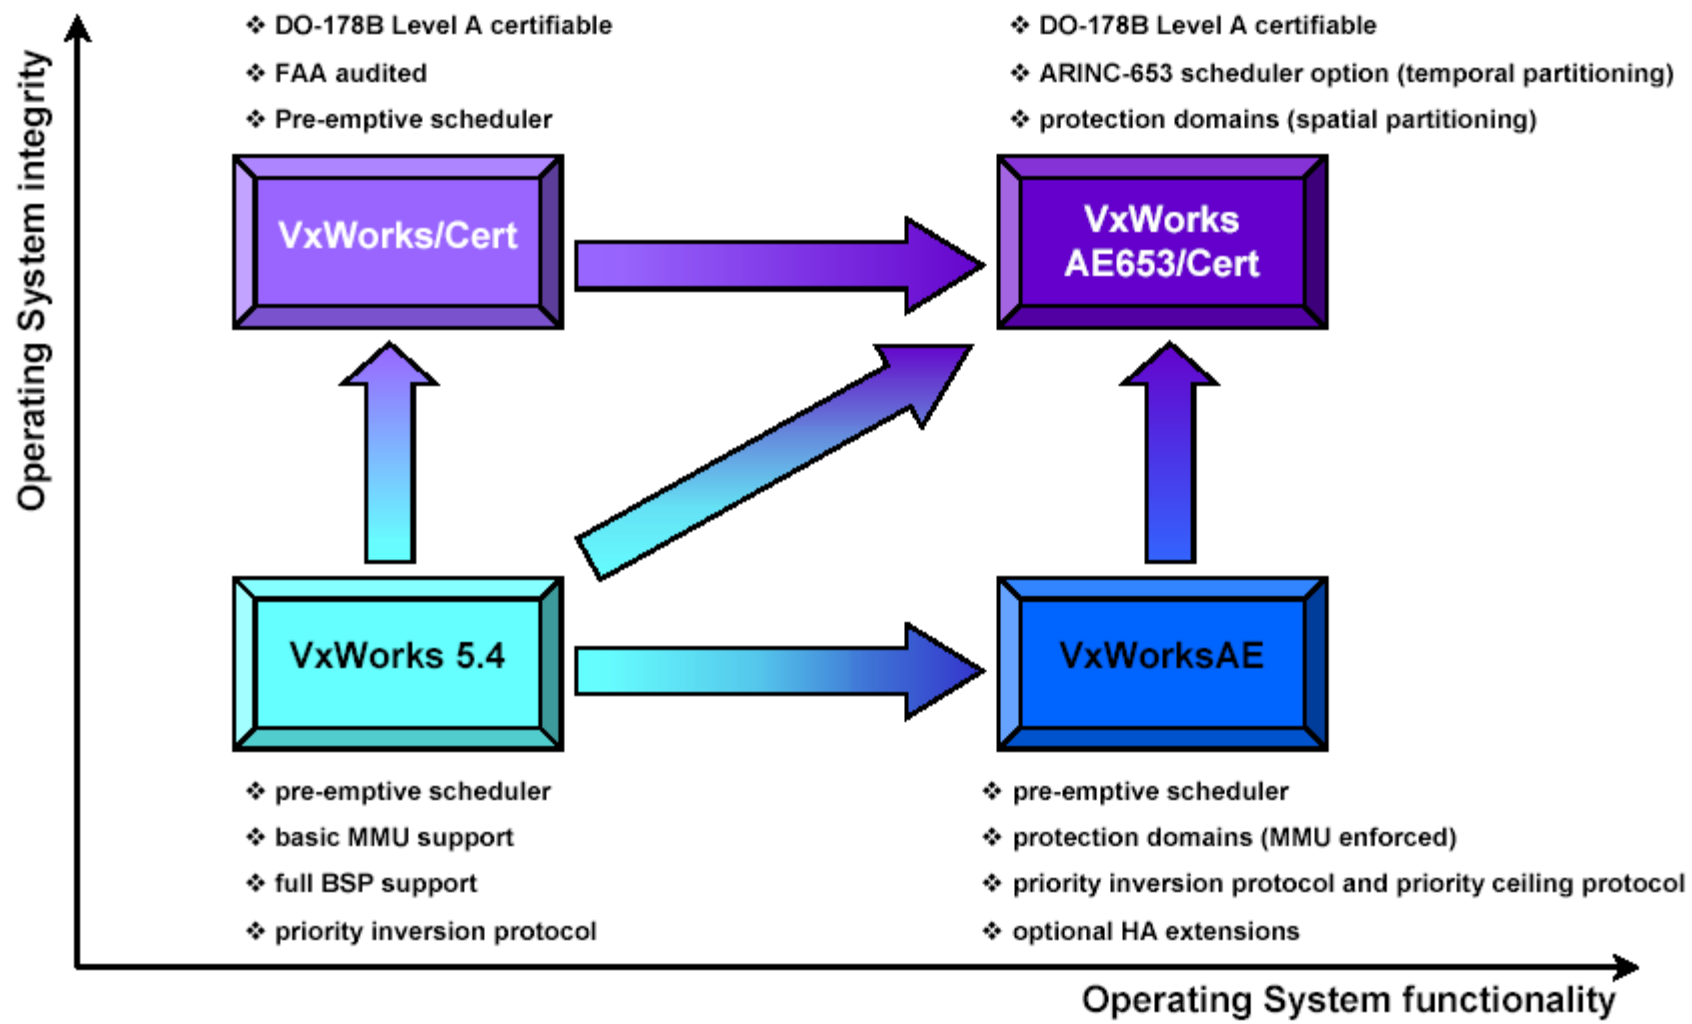 ❖ DO-178B Level A certifiable
❖ FAA audited
❖ Pre-emptive scheduler
❖ DO-178B Level A certifiable
❖ ARINC-653 scheduler option (temporal partitioning)
❖ protection domains (spatial partitioning)
Operating System integrity
VxWorks/Cert
VxWorks
AE653/Cert
VxWorks 5.4
VxWorksAE
❖ pre-emptive scheduler
❖ basic MMU support
❖ full BSP support
❖ priority inversion protocol
❖ pre-emptive scheduler
❖ protection domains (MMU enforced)
❖ priority inversion protocol and priority ceiling protocol
❖ optional HA extensions
Operating System functionality